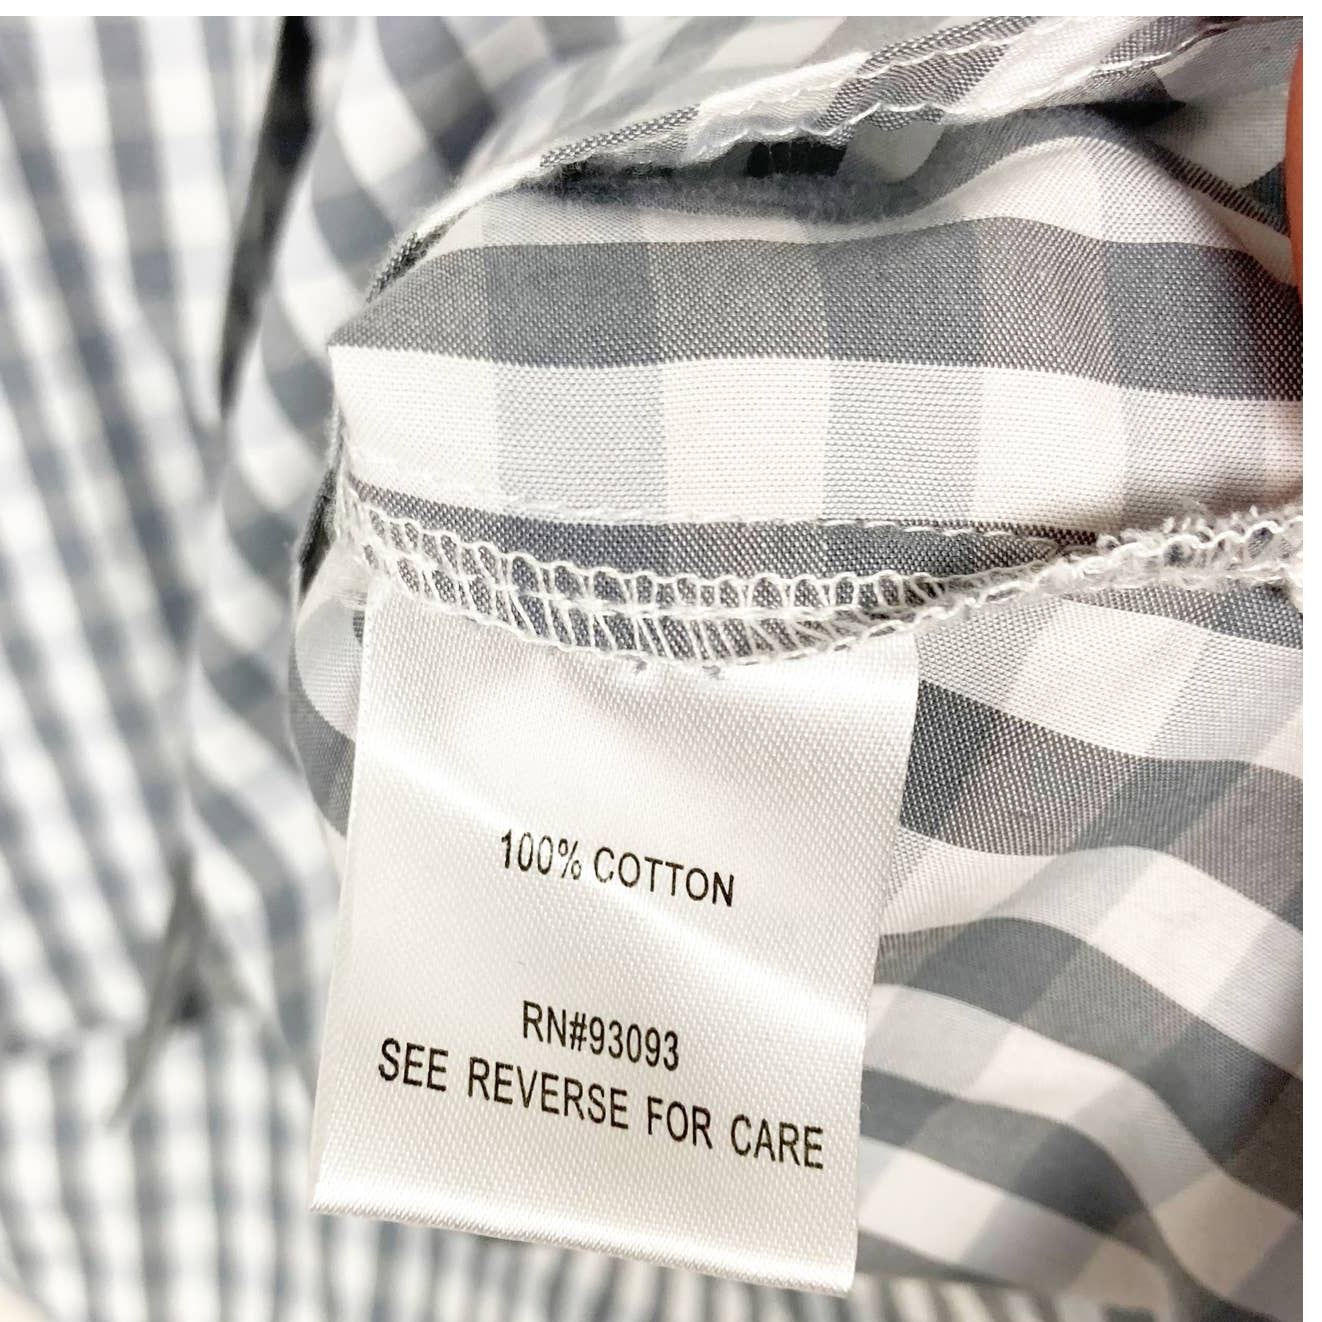 100% COTTON
RN#93093
SEE REVERSE FOR CARE